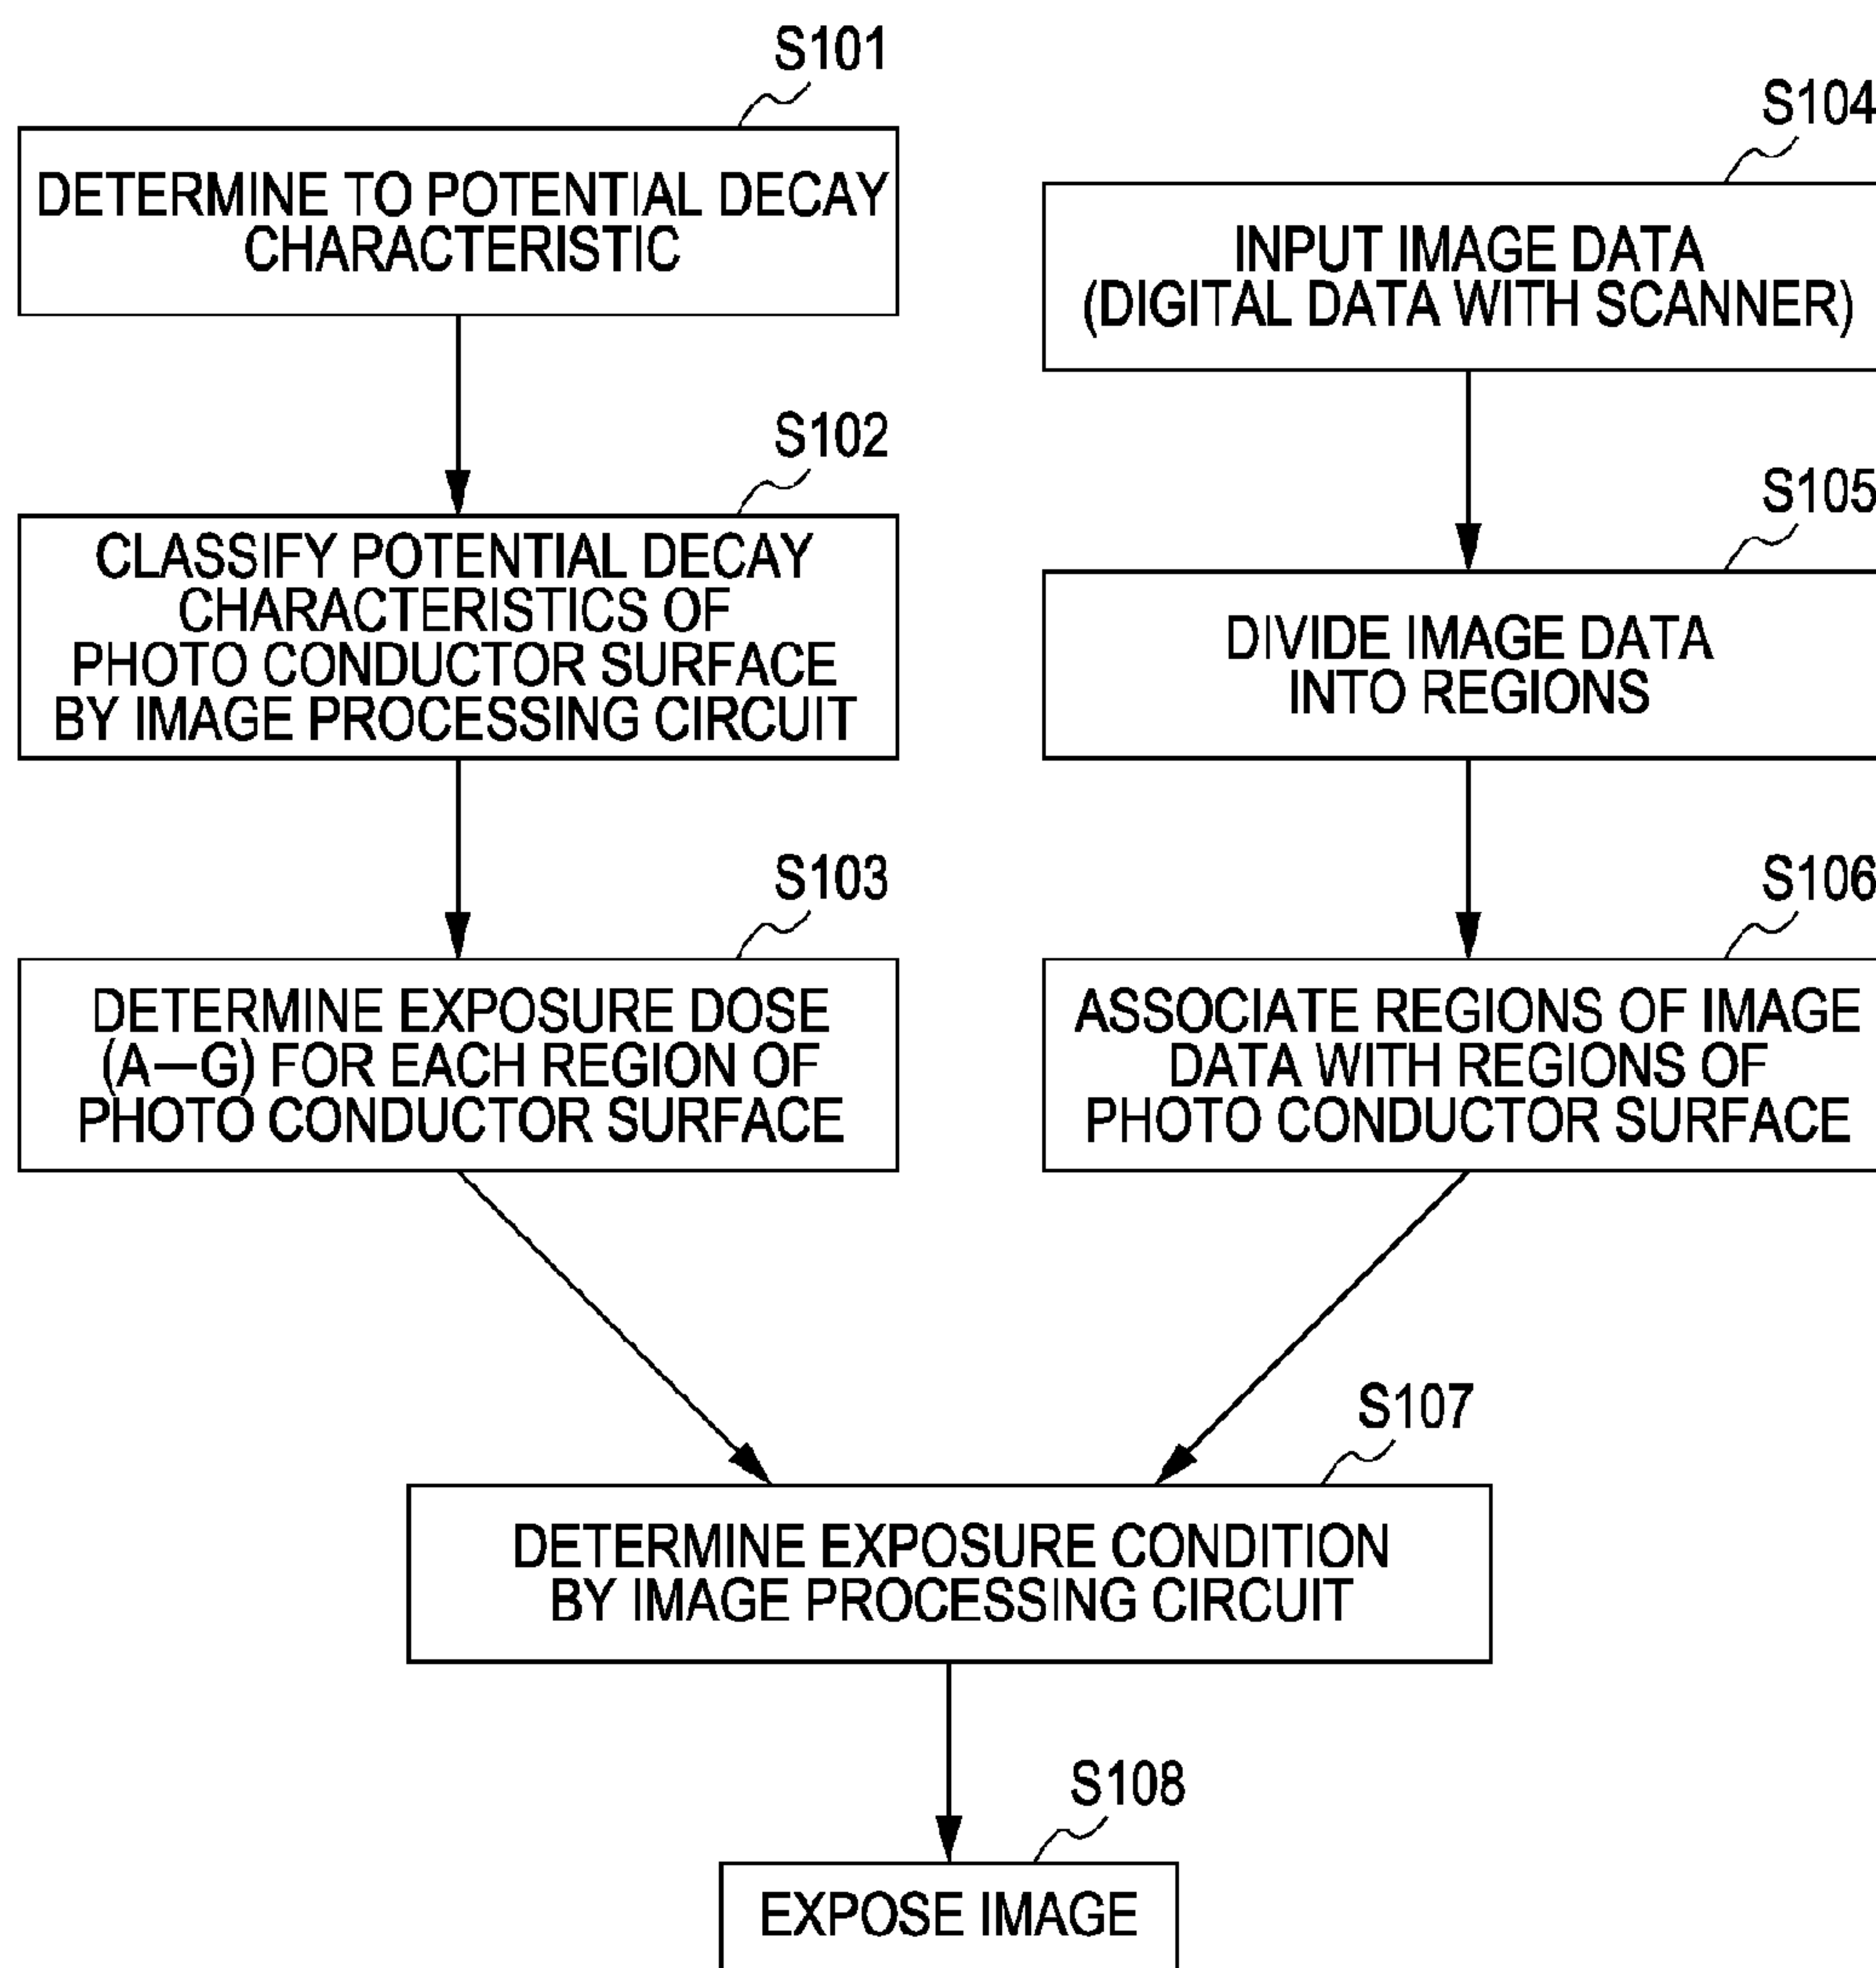 S101
DETERMINE TO POTENTIAL DECAY
CHARACTERISTIC
S102
CLASSIFY POTENTIAL DECAY
CHARACTERISTICS OF
PHOTO CONDUCTOR SURFACE
BY IMAGE PROCESSING CIRCUIT
S103
DETERMINE EXPOSURE DOSE
(A—G) FOR EACH REGION OF
PHOTO CONDUCTOR SURFACE
S104
INPUT IMAGE DATA
(DIGITAL DATA WITH SCANNER)
S105
DIVIDE IMAGE DATA
INTO REGIONS
S106
ASSOCIATE REGIONS OF IMAGE
DATA WITH REGIONS OF
PHOTO CONDUCTOR SURFACE
S107
DETERMINE EXPOSURE CONDITION
BY IMAGE PROCESSING CIRCUIT
S108
EXPOSE IMAGE